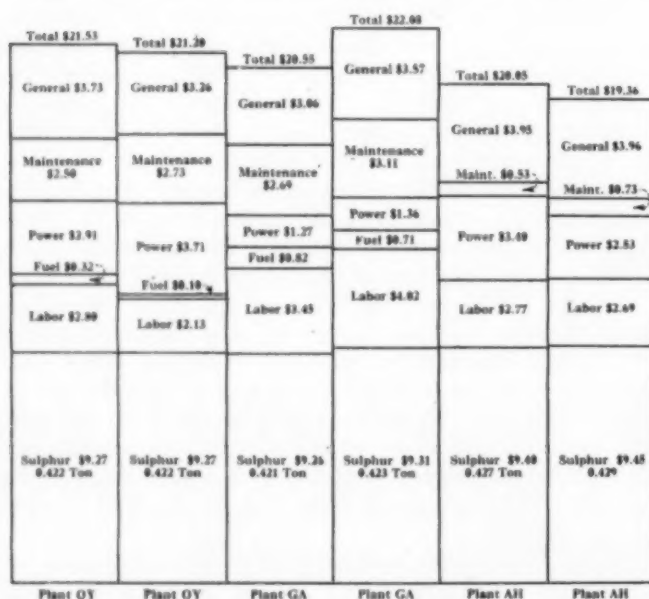 Total $21.53
General $3.73
Maintenance
$2.50
Power $2.91
Fuel $0.32
Labor $2.80
Sulphur $9.27
0.422 Ton
Plant OY
Total $21.20
General $3.26
Maintenance
$2.73
Power $3.71
Fuel $0.10
Labor $2.13
Sulphur $9.27
0.422 Ton
Plant OY
Total $20.55
General $3.06
Maintenance
$2.69
Power $1.27
Fuel $0.82
Labor $3.45
Sulphur $9.26
0.421 Ton
Plant GA
Total $22.08
General $3.57
Maintenance
$3.11
Power $1.36
Fuel $0.71
Labor $4.02
Sulphur $9.31
0.423 Ton
Plant GA
Total $20.05
General $3.95
Maint. $0.53
Power $3.40
Labor $2.77
Sulphur $9.40
0.427 Ton
Plant AH
Total $19.36
General $3.96
Maint. $0.73
Power $2.53
Labor $2.69
Sulphur $9.45
0.429
Plant AH